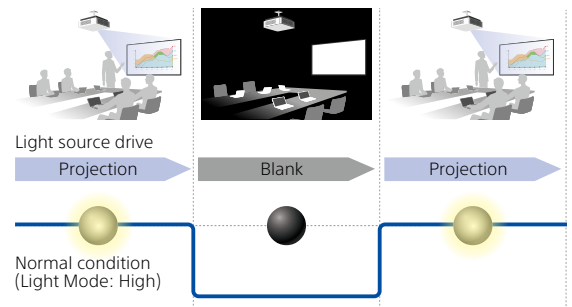 Light source drive
Projection
Blank
Projection
Normal condition
(Light Mode: High)